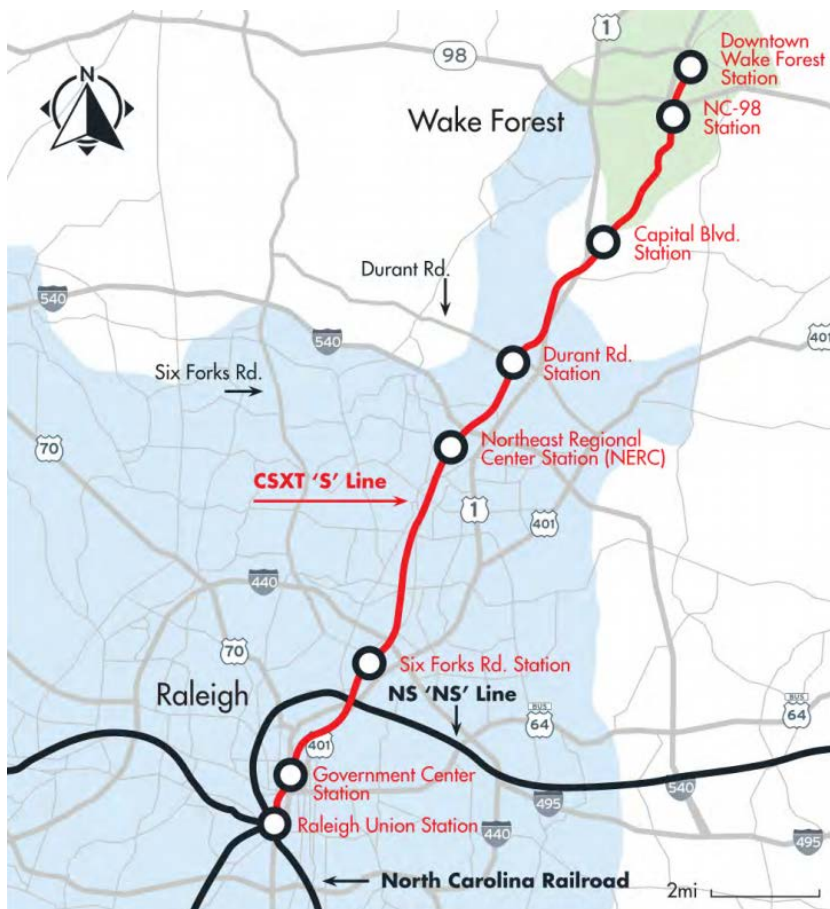 1
Downtown
Wake Forest
Station
N
98
Wake Forest
NC-98
Station
Capital Blvd.
Station
Durant Rd.
540
540
401
Six Forks Rd.
Durant Rd.
Station
70
Northeast Regional
Center Station (NERC)
CSXT ‘S’ Line
1
401
440
70
Six Forks Rd. Station
Raleigh
NS ‘NS’ Line
BUS
64
BUS
64
401
Government Center
Station
540
495
Raleigh Union Station
440
495
North Carolina Railroad
2mi